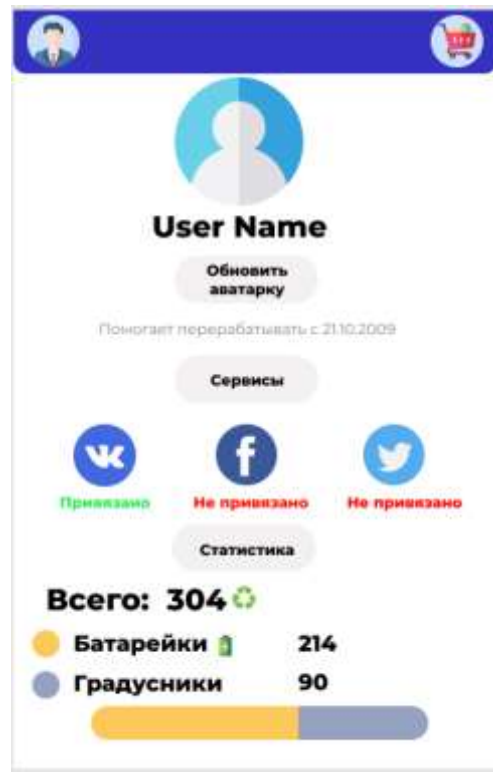 User Name
Обновить
аватарку
Помогает перерабатывать с 21.10.2009
Сервисы
Привязано
Не привязано
Не привязано
Статистика
Всего: 304
Батарейки 214
Градусники 90